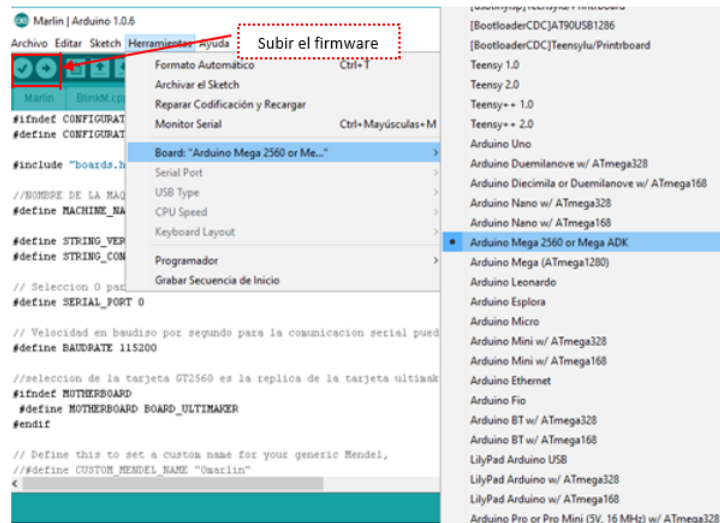 Marlin | Arduino 1.0.6
Archivo Editar Sketch Herramientas Ayuda
Subir el firmware
Marlin BlinkM.cpp
#ifndef CONFIGURAT
#define CONFIGURAT
#include "boards.h
//NOMBRE DE LA MAQ
#define MACHINE_NA
#define STRING_VER
#define STRING_CON
// Seleccion 0 par
#define SERIAL_PORT 0
// Velocidad en baudiso por segundo para la comunicacion serial pued
#define BAUDRATE 115200
//seleccion de la tarjeta GT2560 es la replica de la tarjeta ultimak
#ifndef MOTHERBOARD
#define MOTHERBOARD BOARD_ULTIMAKER
#endif
// Define this to set a custom name for your generic Mendel,
//#define CUSTOM_MENDEL_NAME "Omarlin"
Formato Automático Ctrl+T
Archivar el Sketch
Reparar Codificación y Recargar
Monitor Serial Ctrl+Mayúsculas+M
Board: "Arduino Mega 2560 or Me..."
Serial Port
USB Type
CPU Speed
Keyboard Layout
Programador
Grabar Secuencia de Inicio
[BootloaderCDC]AT90USB1286
[BootloaderCDC]Teensylu/Printrboard
Teensy 1.0
Teensy 2.0
Teensy++ 1.0
Teensy++ 2.0
Arduino Uno
Arduino Duemilanove w/ ATmega328
Arduino Diecimila or Duemilanove w/ ATmega168
Arduino Nano w/ ATmega328
Arduino Nano w/ ATmega168
Arduino Mega 2560 or Mega ADK
Arduino Mega (ATmega1280)
Arduino Leonardo
Arduino Esplora
Arduino Micro
Arduino Mini w/ ATmega328
Arduino Mini w/ ATmega168
Arduino Ethernet
Arduino Fio
Arduino BT w/ ATmega328
Arduino BT w/ ATmega168
LilyPad Arduino USB
LilyPad Arduino w/ ATmega328
LilyPad Arduino w/ ATmega168
Arduino Pro or Pro Mini (5V, 16 MHz) w/ ATmega328